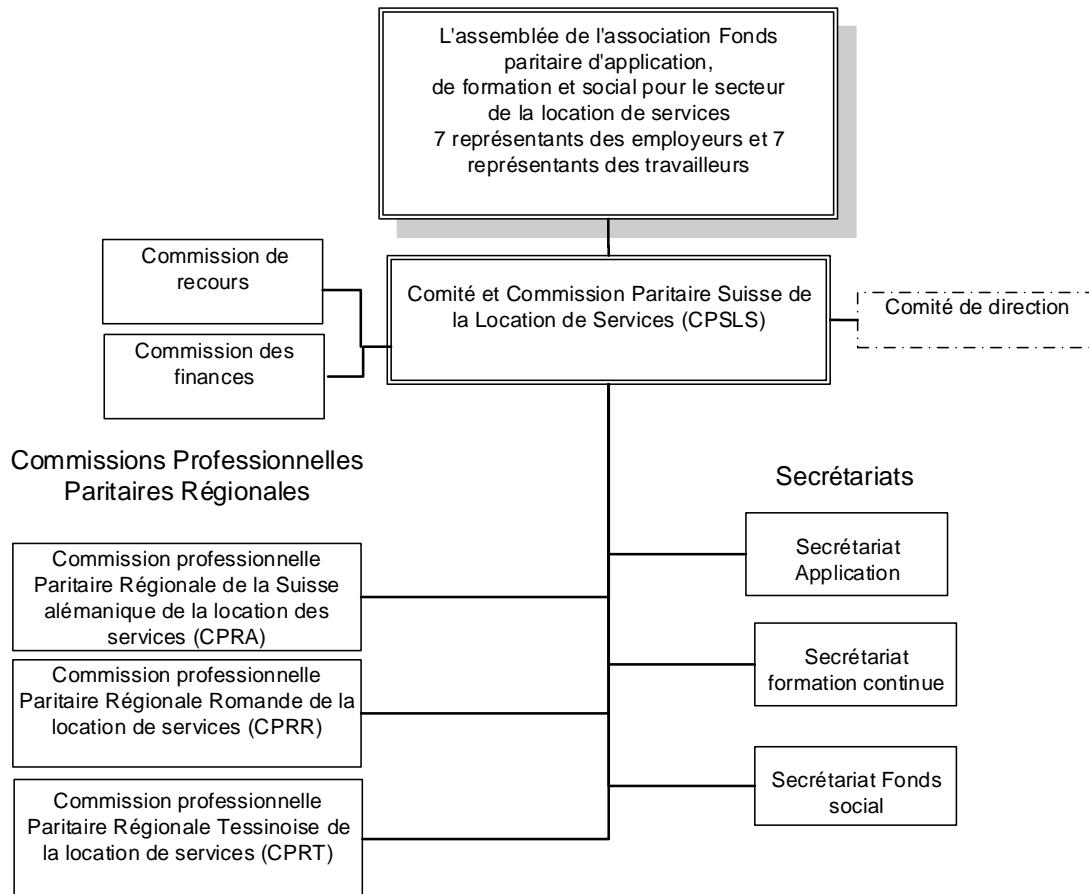 L'assemblée de l'association Fonds
paritaire d'application,
de formation et social pour le secteur
de la location de services
7 représentants des employeurs et 7
représentants des travailleurs
Commission de
recours
Commission des
finances
Comité et Commission Paritaire Suisse de
la Location de Services (CPSLS)
Comité de direction
Commissions Professionnelles
Paritaires Régionales
Commission professionnelle
Paritaire Régionale de la Suisse
alémanique de la location des
services (CPRA)
Commission professionnelle
Paritaire Régionale Romande de la
location de services (CPRR)
Commission professionnelle
Paritaire Régionale Tessinoise de
la location de services (CPRT)
Secrétariats
Secrétariat
Application
Secrétariat
formation continue
Secrétariat Fonds
social